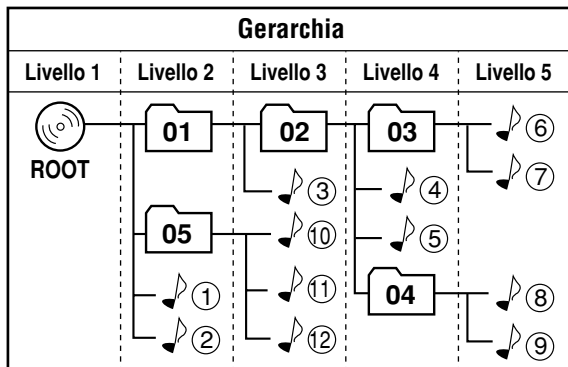 Gerarchia
Livello 1 Livello 2 Livello 3 Livello 4 Livello 5
ROOT 01 02 03 ⑥
③ ④ ⑦
05 ⑩ ⑤
① ⑪ 04 ⑧
② ⑫ ⑨